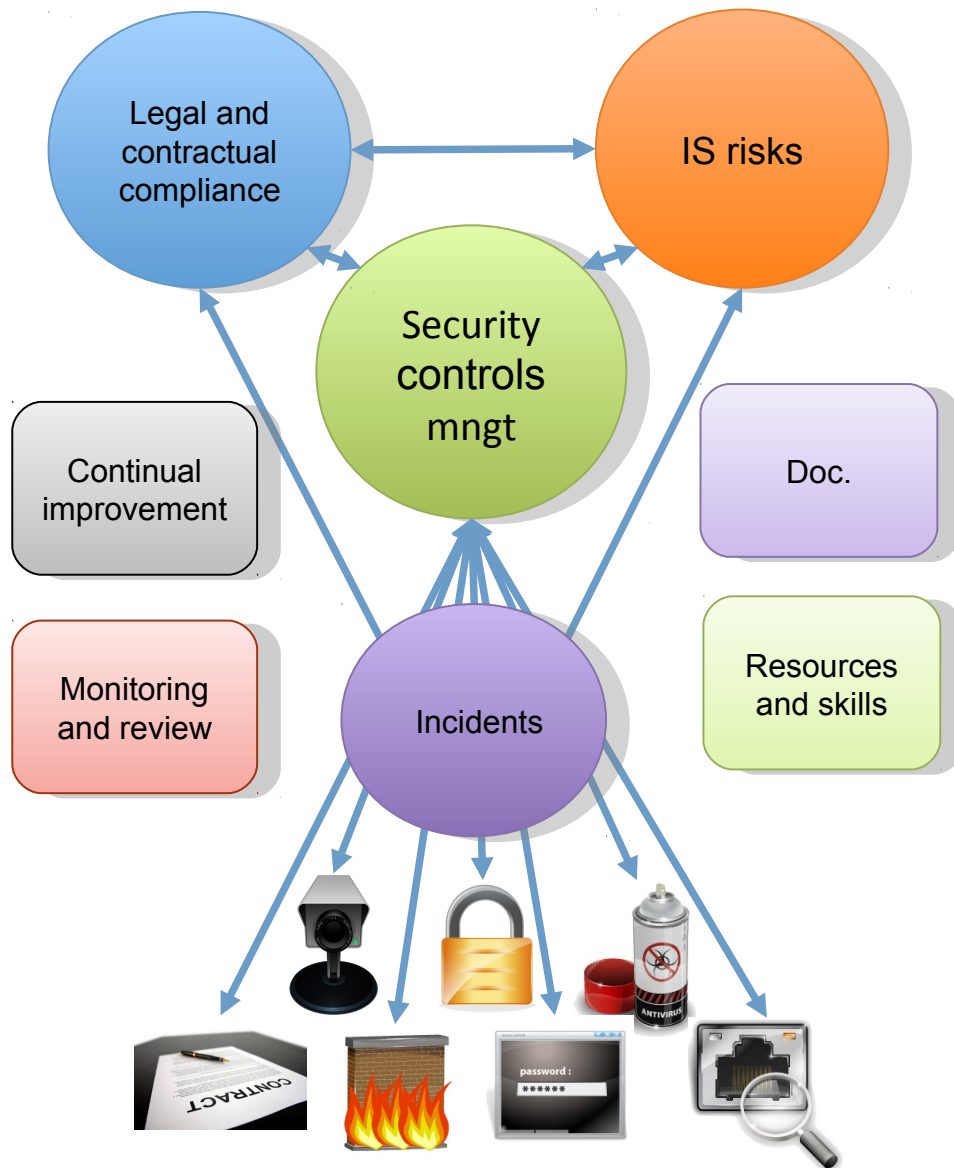 Legal and
contractual
compliance
IS risks
Security
controls
mngt
Continual
improvement
Doc.
Monitoring
and review
Resources
and skills
Incidents
ANTIVIRUS
CONTRACT
password :
******